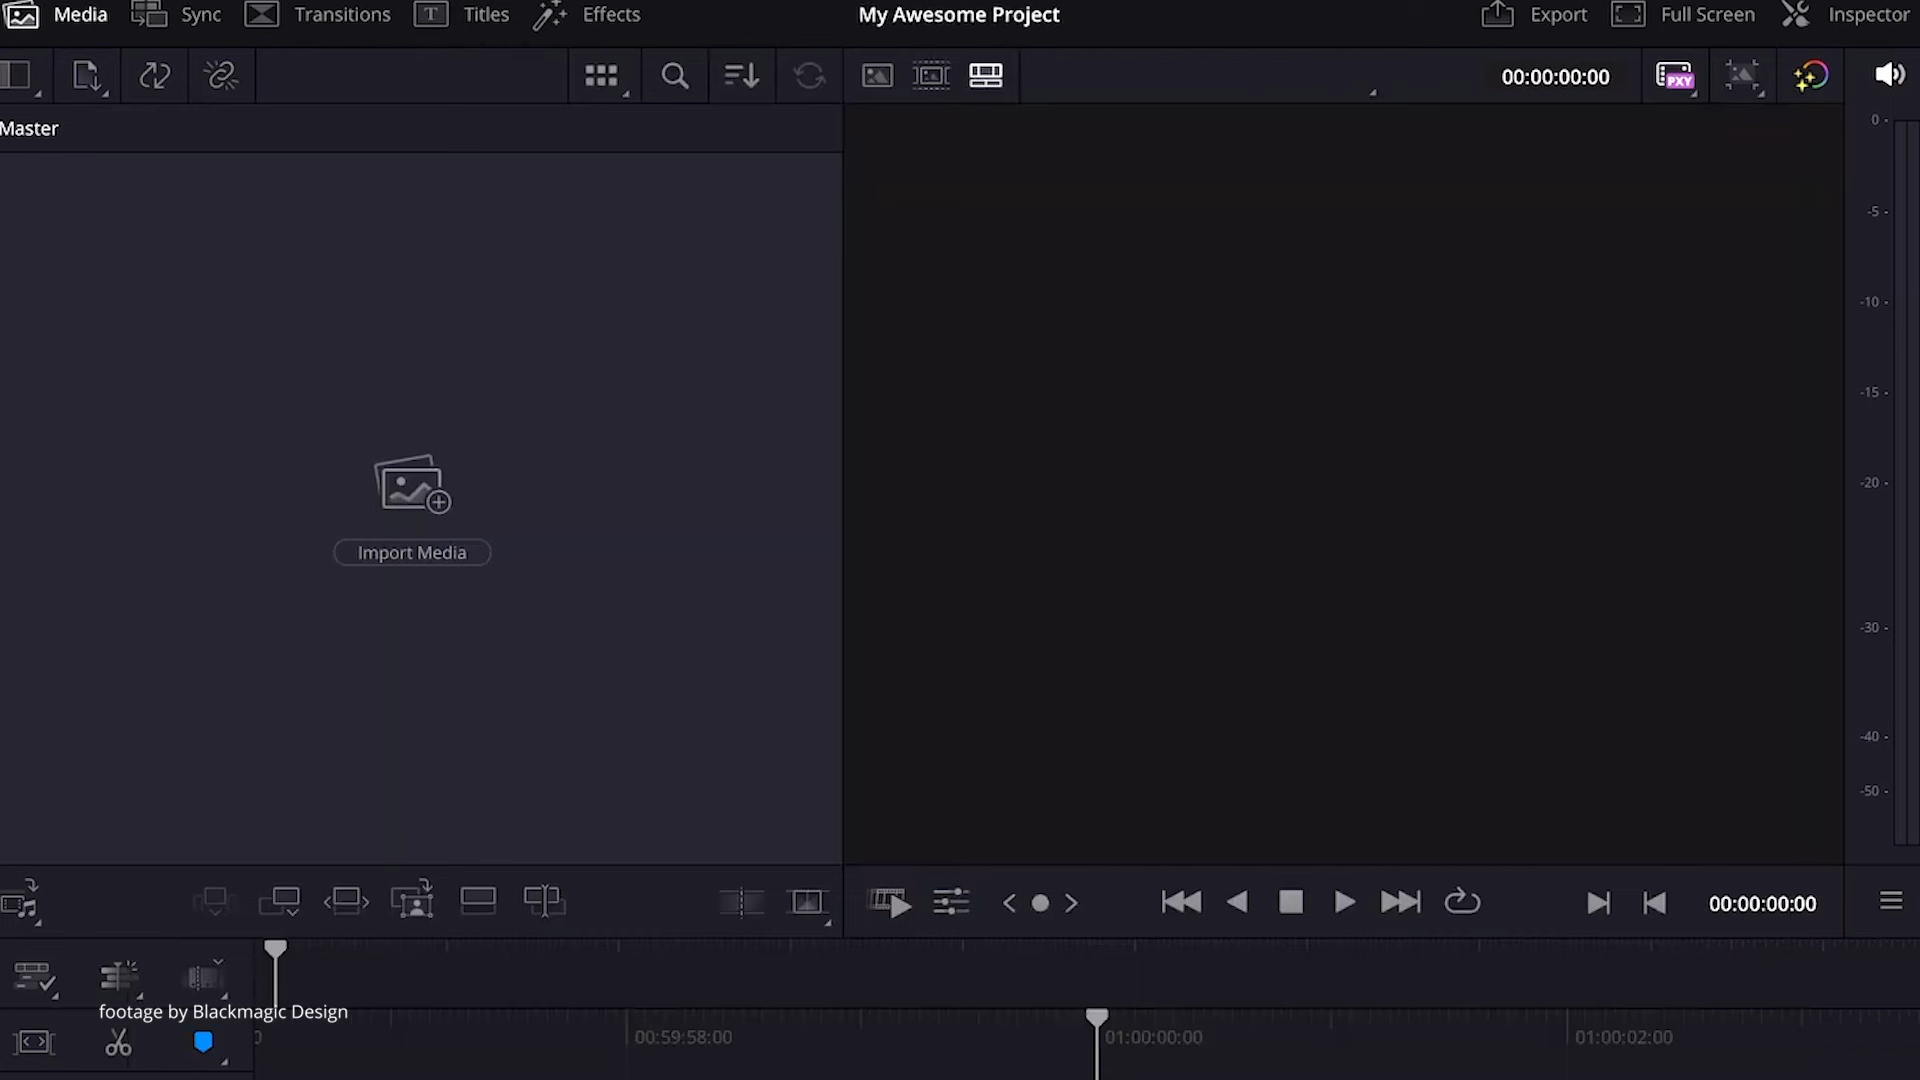 Media Sync Transitions Titles Effects My Awesome Project Export Full Screen Inspector
00:00:00:00 PXY
Master
0
-5
-10
-15
-20
Import Media
-30
-40
-50
00:00:00:00
footage by Blackmagic Design
0 00:59:58:00 01:00:00:00 01:00:02:00